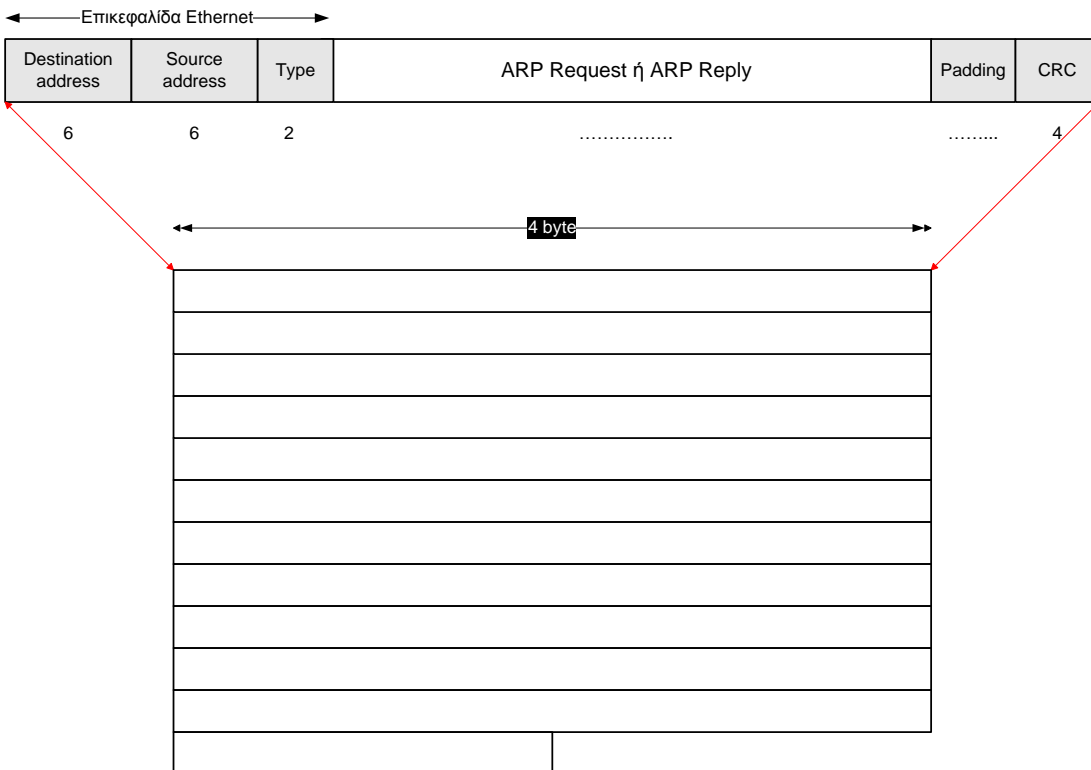 Επικεφαλίδα Ethernet
Destination address
Source address
Type
ARP Request ή ARP Reply
Padding
CRC
6
6
2
……………
……...
4
4 byte